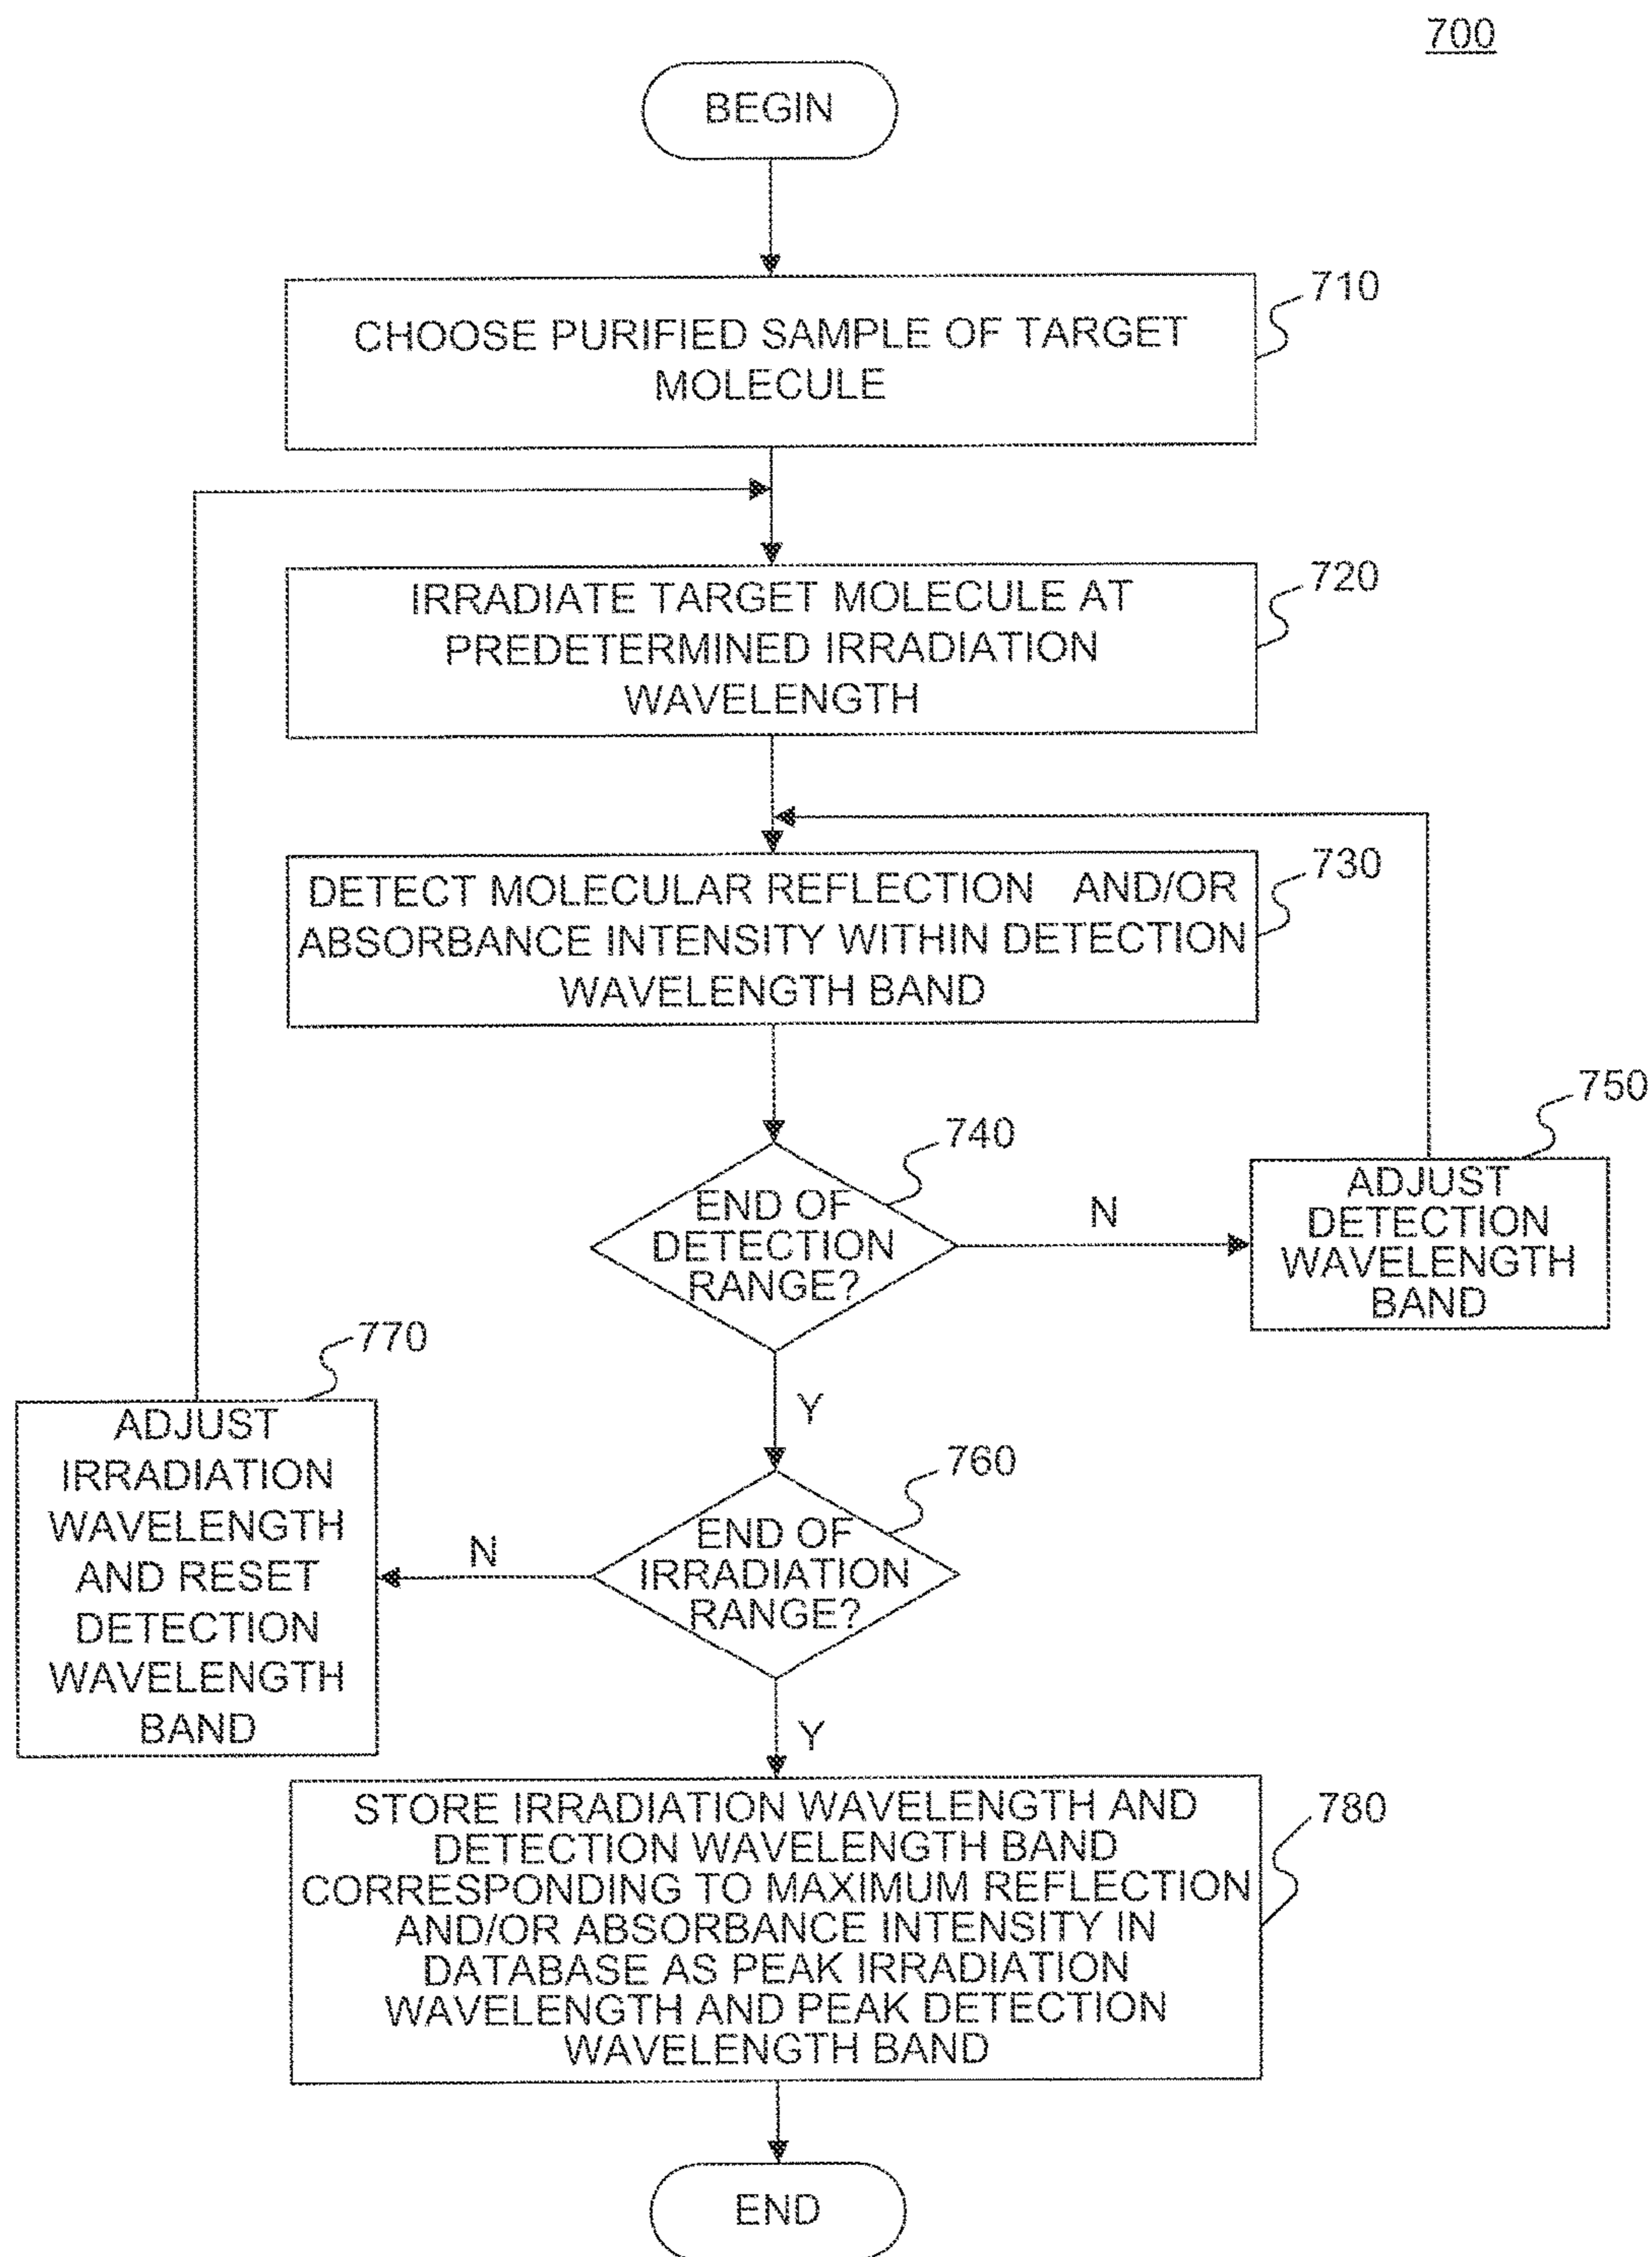 700
BEGIN
710
CHOOSE PURIFIED SAMPLE OF TARGET
MOLECULE
720
IRRADIATE TARGET MOLECULE AT
PREDETERMINED IRRADIATION
WAVELENGTH
730
DETECT MOLECULAR REFLECTION AND/OR
ABSORBANCE INTENSITY WITHIN DETECTION
WAVELENGTH BAND
740
END OF
DETECTION
RANGE?
N
750
ADJUST
DETECTION
WAVELENGTH
BAND
Y
760
END OF
IRRADIATION
RANGE?
N
770
ADJUST
IRRADIATION
WAVELENGTH
AND RESET
DETECTION
WAVELENGTH
BAND
Y
780
STORE IRRADIATION WAVELENGTH AND
DETECTION WAVELENGTH BAND
CORRESPONDING TO MAXIMUM REFLECTION
AND/OR ABSORBANCE INTENSITY IN
DATABASE AS PEAK IRRADIATION
WAVELENGTH AND PEAK DETECTION
WAVELENGTH BAND
END